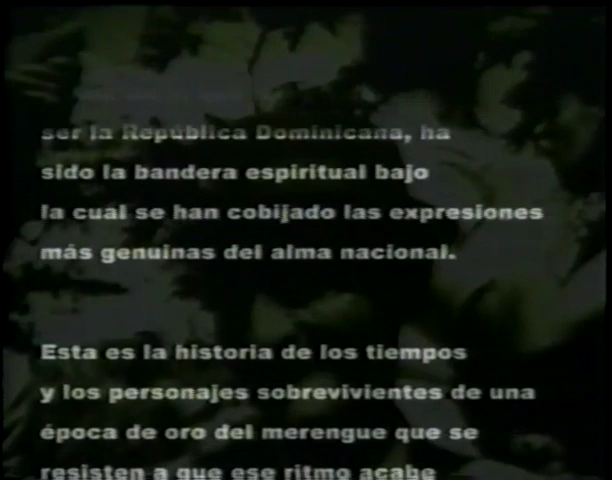 ser la República Dominicana, ha
sido la bandera espiritual bajo
la cual se han cobijado las expresiones
más genuinas del alma nacional.
Esta es la historia de los tiempos
y los personajes sobrevivientes de una
época de oro del merengue que se
resisten a que ese ritmo acabe